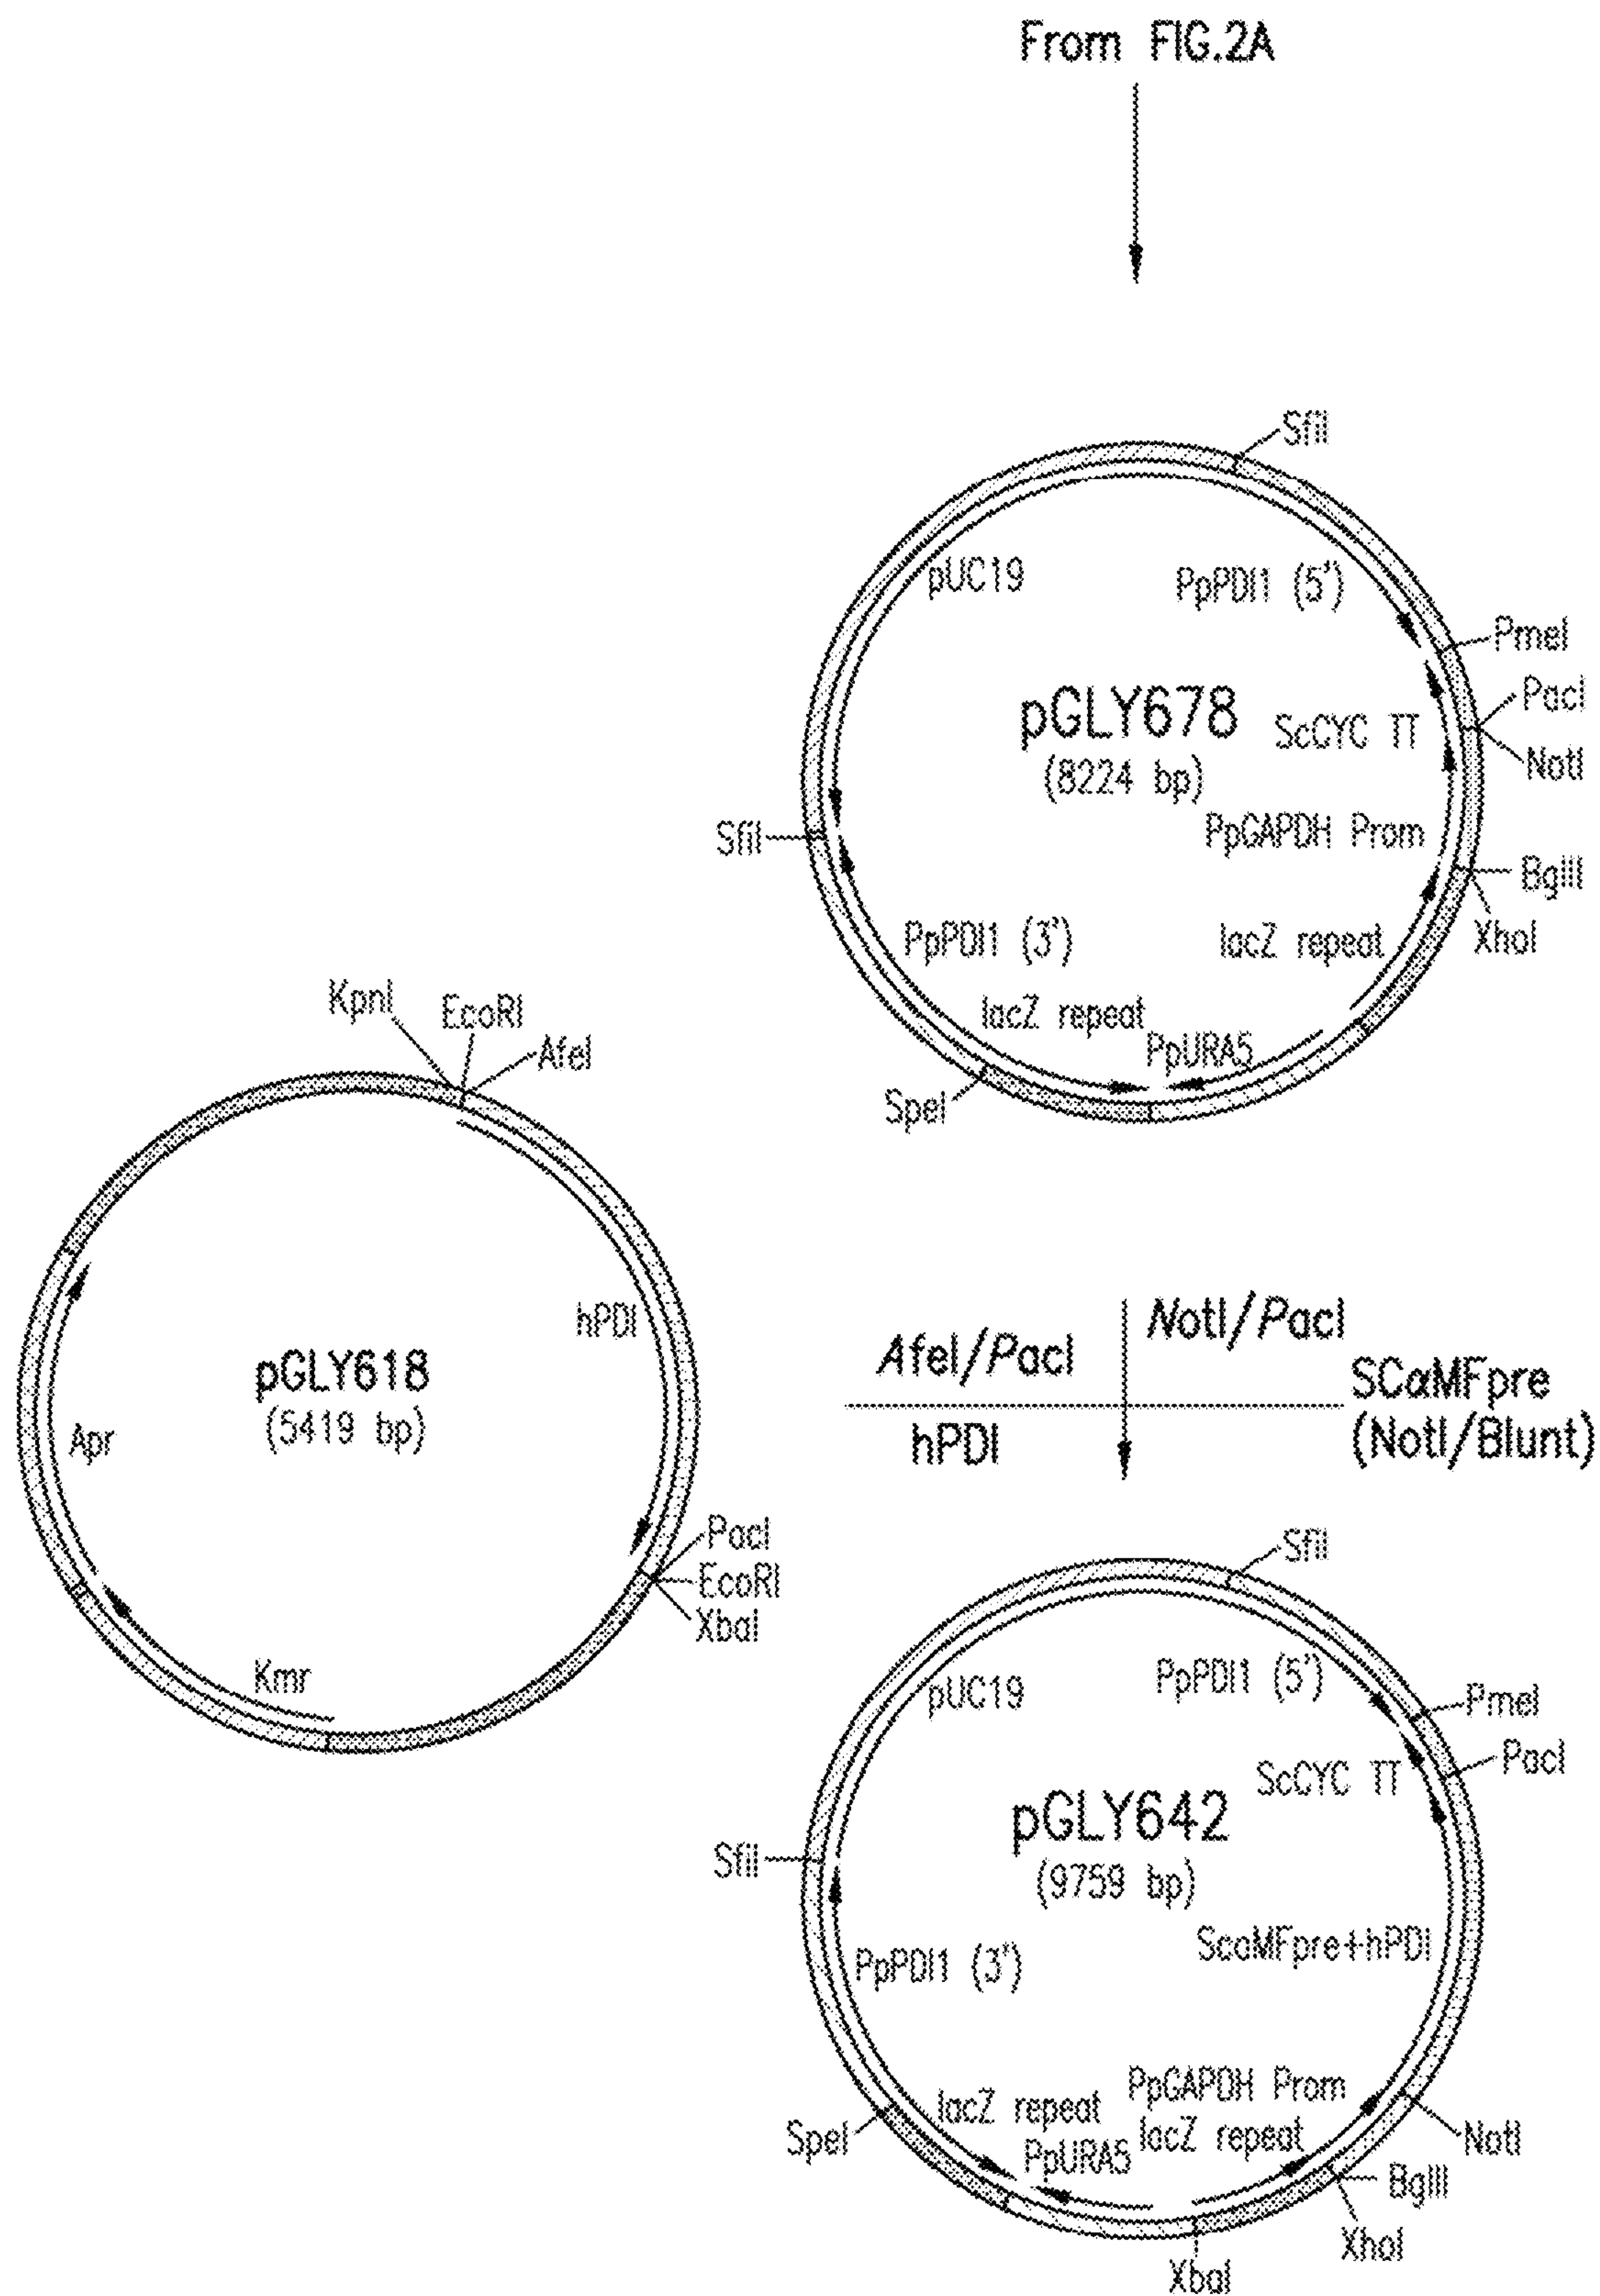 From FIG.2A
SfiI
pUC19
PpPDI1 (5')
PmeI
PacI
pGLY678
ScCYC TT
(8224 bp)
NotI
SfiI
PpGAPDH Prom
BglII
PpPDI1 (3')
lacZ repeat
XhoI
lacZ repeat
PpURA5
SpeI
KpnI
EcoRI
AfeI
hPDI
pGLY618
(5419 bp)
Apr
PacI
EcoRI
XbaI
Kmr
AfeI/PacI
NotI/PacI
hPDI
SCαMFpre
(NotI/Blunt)
SfiI
pUC19
PpPDI1 (5')
PmeI
PacI
ScCYC TT
pGLY642
(9759 bp)
SfiI
ScαMFpre+hPDI
PpPDI1 (3')
lacZ repeat
PpGAPDH Prom
SpeI
PpURA5
lacZ repeat
NotI
BglII
XhoI
XbaI